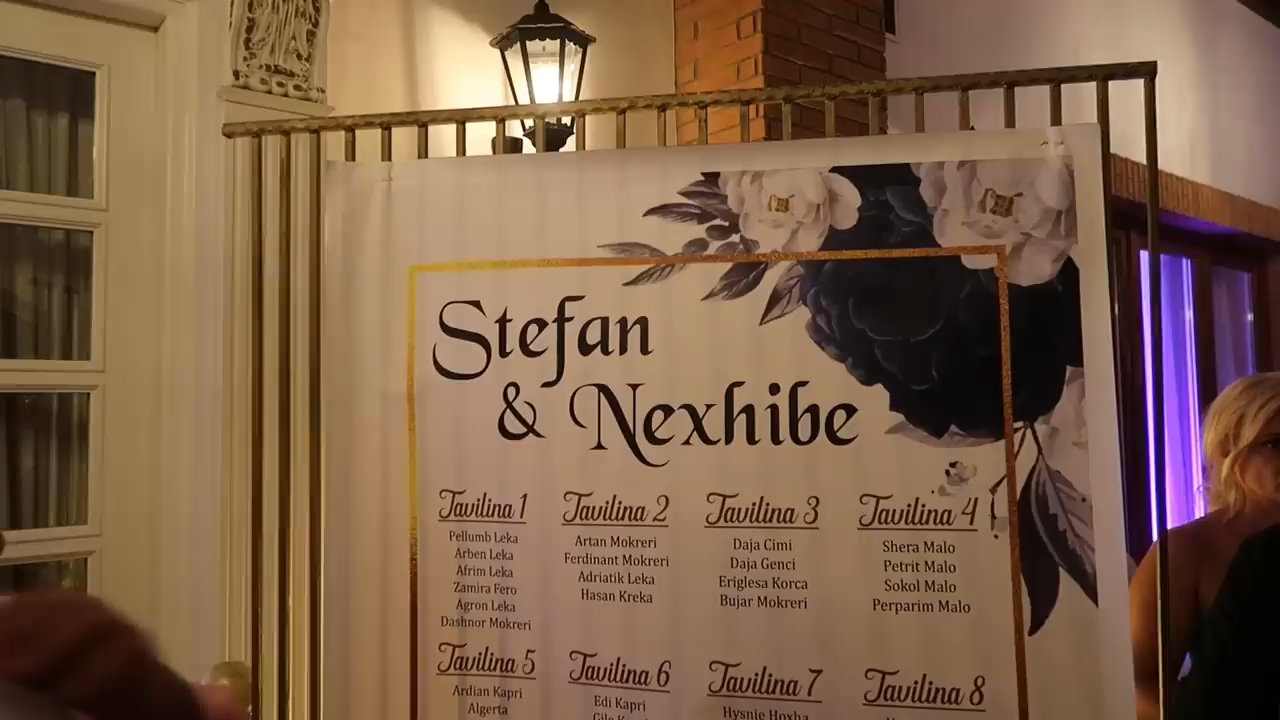 Stefan
& Nexhibe
Tavilina 1
Pellumb Leka
Arben Leka
Afrim Leka
Zamira Fero
Agron Leka
Dashnor Mokreri
Tavilina 2
Artan Mokreri
Ferdinant Mokreri
Adriatik Leka
Hasan Kreka
Tavilina 3
Daja Cimi
Daja Genci
Eriglesa Korca
Bujar Mokreri
Tavilina 4
Shera Malo
Petrit Malo
Sokol Malo
Perparim Malo
Tavilina 5
Ardian Kapri
Algerta
Tavilina 6
Edi Kapri
Tavilina 7
Hysnie Hoxha
Tavilina 8